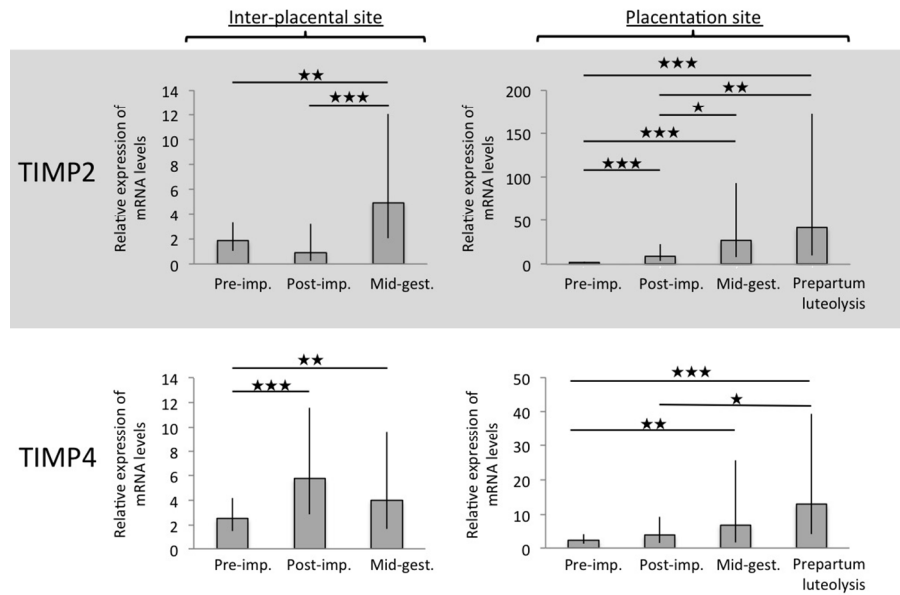 Inter-placental site
Placentation site
TIMP2
Relative expression of
mRNA levels
14
12
10
8
6
4
2
0
★★
★★★
Pre-imp.
Post-imp.
Mid-gest.
Relative expression of
mRNA levels
200
150
100
50
0
★★★
★★
★
★★★
★★★
Pre-imp.
Post-imp.
Mid-gest.
Prepartum
luteolysis
TIMP4
Relative expression of
mRNA levels
14
12
10
8
6
4
2
0
★★
★★★
Pre-imp.
Post-imp.
Mid-gest.
Relative expression of
mRNA levels
50
40
30
20
10
0
★★★
★
★★
Pre-imp.
Post-imp.
Mid-gest.
Prepartum
luteolysis